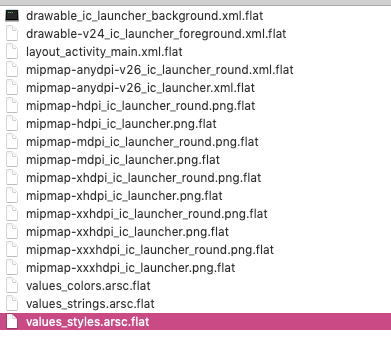 drawable_ic_launcher_background.xml.flat
drawable-v24_ic_launcher_foreground.xml.flat
layout_activity_main.xml.flat
mipmap-anydpi-v26_ic_launcher_round.xml.flat
mipmap-anydpi-v26_ic_launcher.xml.flat
mipmap-hdpi_ic_launcher_round.png.flat
mipmap-hdpi_ic_launcher.png.flat
mipmap-mdpi_ic_launcher_round.png.flat
mipmap-mdpi_ic_launcher.png.flat
mipmap-xhdpi_ic_launcher_round.png.flat
mipmap-xhdpi_ic_launcher.png.flat
mipmap-xxhdpi_ic_launcher_round.png.flat
mipmap-xxhdpi_ic_launcher.png.flat
mipmap-xxxhdpi_ic_launcher_round.png.flat
mipmap-xxxhdpi_ic_launcher.png.flat
values_colors.arsc.flat
values_strings.arsc.flat
values_styles.arsc.flat